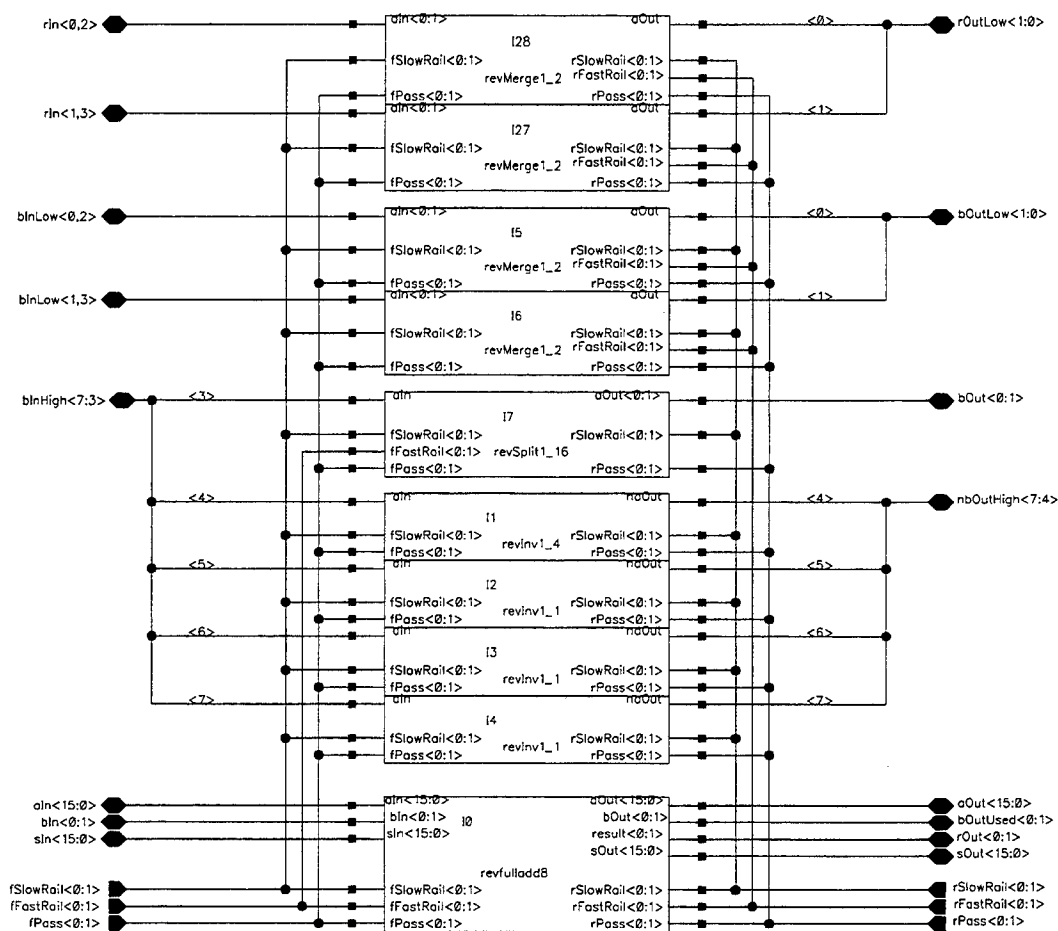 rIn<0,2> aIn<0:1> aOut <0> rOutLow<1:0>
I28
fSlowRail<0:1> rSlowRail<0:1>
revMerge1_2 rFastRail<0:1>
fPass<0:1> rPass<0:1>
rIn<1,3> aIn<0:1> aOut <1>
I27
fSlowRail<0:1> rSlowRail<0:1>
revMerge1_2 rFastRail<0:1>
fPass<0:1> rPass<0:1>
bInLow<0,2> aIn<0:1> aOut <0> bOutLow<1:0>
I5
fSlowRail<0:1> rSlowRail<0:1>
revMerge1_2 rFastRail<0:1>
fPass<0:1> rPass<0:1>
bInLow<1,3> aIn<0:1> aOut <1>
I6
fSlowRail<0:1> rSlowRail<0:1>
revMerge1_2 rFastRail<0:1>
fPass<0:1> rPass<0:1>
bInHigh<7:3> <3> aIn aOut<0:1> bOut<0:1>
I7
fSlowRail<0:1> rSlowRail<0:1>
fFastRail<0:1> revSplit1_16
fPass<0:1> rPass<0:1>
<4> aIn naOut <4> nbOutHigh<7:4>
I1
fSlowRail<0:1> rSlowRail<0:1>
revInv1_4
fPass<0:1> rPass<0:1>
<5> aIn naOut <5>
I2
fSlowRail<0:1> rSlowRail<0:1>
revInv1_1
fPass<0:1> rPass<0:1>
<6> aIn naOut <6>
I3
fSlowRail<0:1> rSlowRail<0:1>
revInv1_1
fPass<0:1> rPass<0:1>
<7> aIn naOut <7>
I4
fSlowRail<0:1> rSlowRail<0:1>
revInv1_1
fPass<0:1> rPass<0:1>
aIn<15:0> aIn<15:0> aOut<15:0> aOut<15:0>
bIn<0:1> bIn<0:1> I0 bOut<0:1> bOutUsed<0:1>
sIn<15:0> sIn<15:0> result<0:1> rOut<0:1>
sOut<15:0> sOut<15:0>
revfulladd8
fSlowRail<0:1> fSlowRail<0:1> rSlowRail<0:1> rSlowRail<0:1>
fFastRail<0:1> fFastRail<0:1> rFastRail<0:1> rFastRail<0:1>
fPass<0:1> fPass<0:1> rPass<0:1> rPass<0:1>